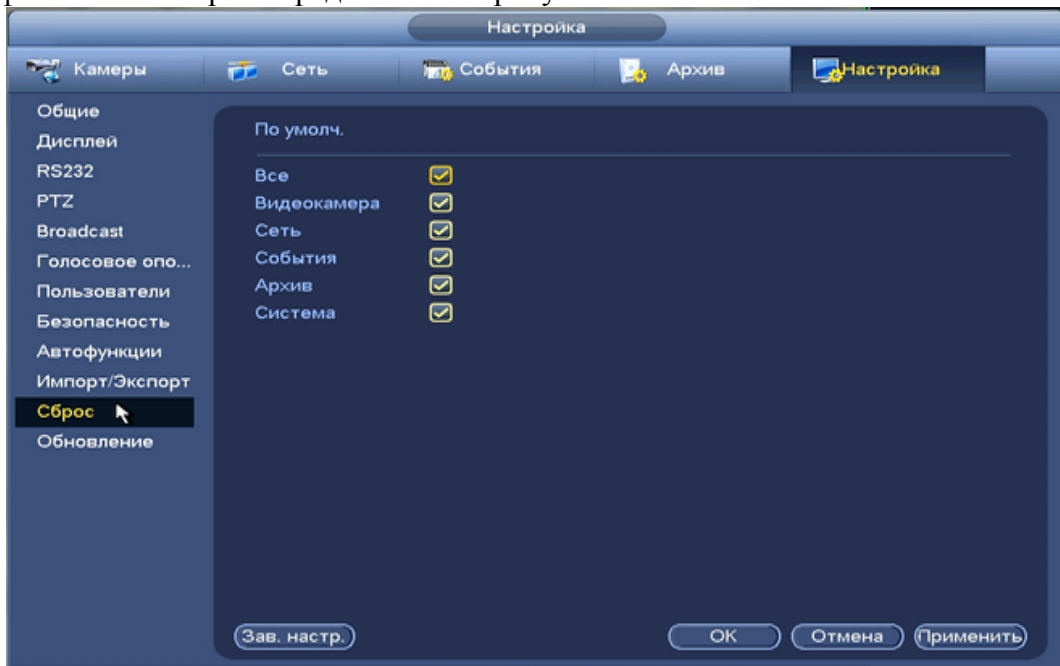 Настройка
Камеры Сеть События Архив Настройка
Общие
Дисплей
RS232
PTZ
Broadcast
Голосовое опо...
Пользователи
Безопасность
Автофункции
Импорт/Экспорт
Сброс
Обновление
По умолч.
Все
Видеокамера
Сеть
События
Архив
Система
Зав. настр. OK Отмена Применить